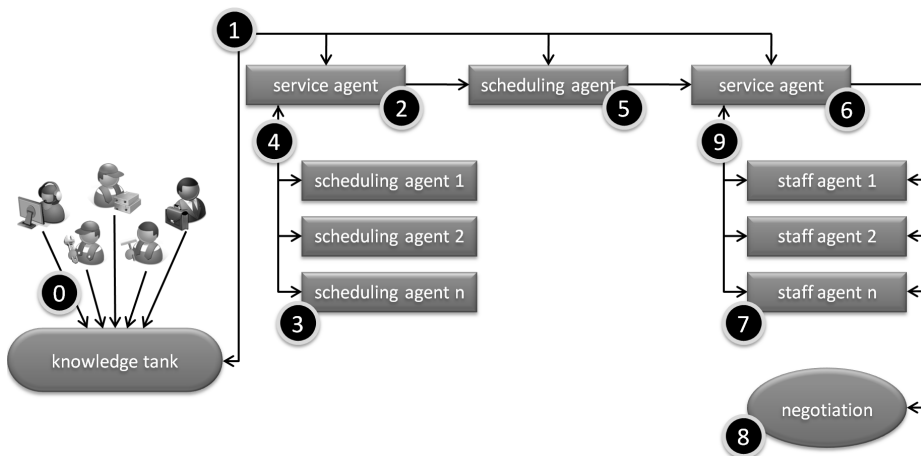 1
service agent
scheduling agent
service agent
2
5
6
4
9
scheduling agent 1
staff agent 1
scheduling agent 2
staff agent 2
0
scheduling agent n
staff agent n
3
7
knowledge tank
negotiation
8